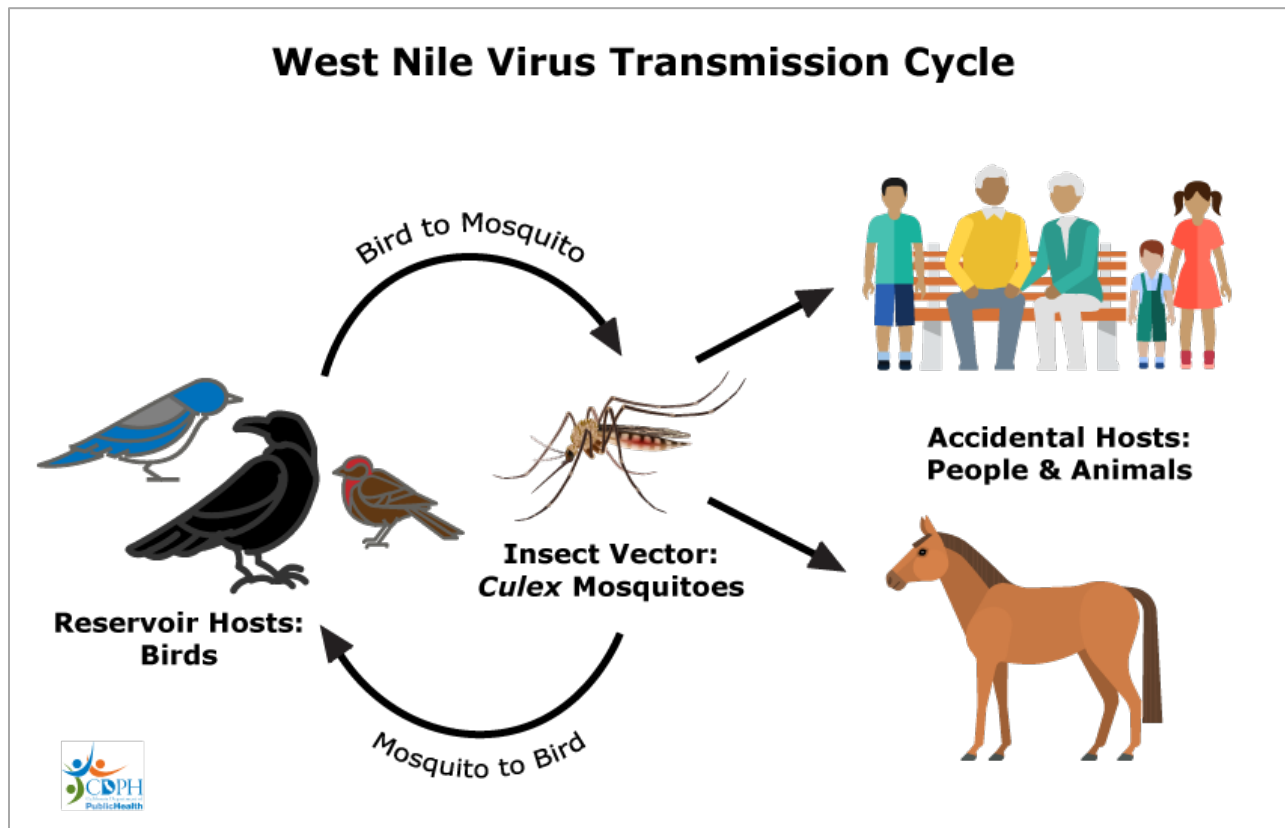 West Nile Virus Transmission Cycle
Bird to Mosquito
Accidental Hosts:
People & Animals
Insect Vector:
Culex Mosquitoes
Reservoir Hosts:
Birds
Mosquito to Bird
CDPH
PublicHealth